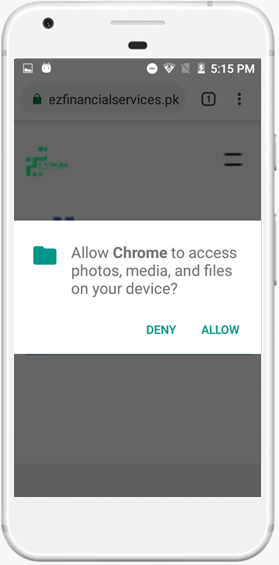 5:15 PM
ezfinancialservices.pk
1
Allow Chrome to access
photos, media, and files
on your device?
DENY
ALLOW